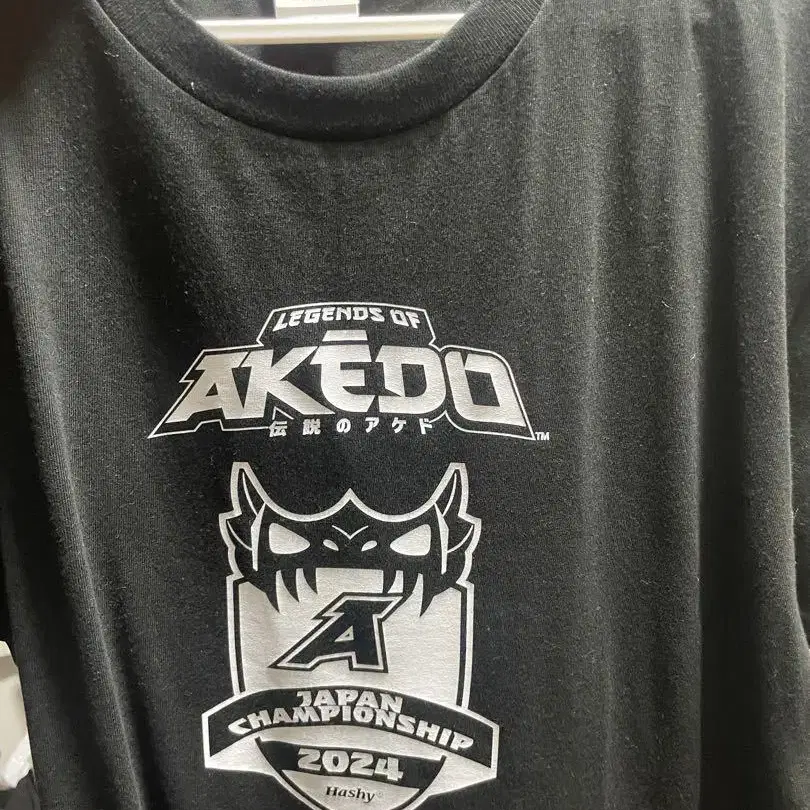 LEGENDS OF
AKĒDO
伝説のアケド
TM
A
JAPAN
CHAMPIONSHIP
2024
Hashy®